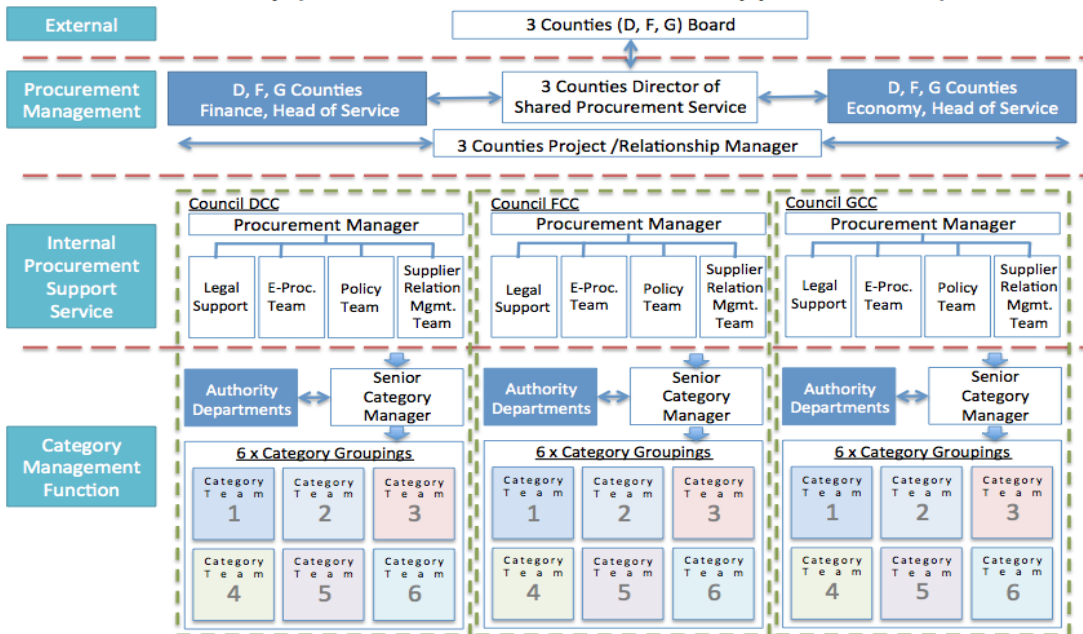 External
3 Counties (D, F, G) Board
Procurement
Management
D, F, G Counties
Finance, Head of Service
3 Counties Director of
Shared Procurement Service
D, F, G Counties
Economy, Head of Service
3 Counties Project /Relationship Manager
Internal
Procurement
Support
Service
Council DCC
Procurement Manager
Legal
Support
E-Proc.
Team
Policy
Team
Supplier
Relation
Mgmt.
Team
Council FCC
Procurement Manager
Legal
Support
E-Proc.
Team
Policy
Team
Supplier
Relation
Mgmt.
Team
Council GCC
Procurement Manager
Legal
Support
E-Proc.
Team
Policy
Team
Supplier
Relation
Mgmt.
Team
Category
Management
Function
Authority
Departments
Senior
Category
Manager
6 x Category Groupings
Category
Team
1
Category
Team
2
Category
Team
3
Category
Team
4
Category
Team
5
Category
Team
6
Authority
Departments
Senior
Category
Manager
6 x Category Groupings
Category
Team
1
Category
Team
2
Category
Team
3
Category
Team
4
Category
Team
5
Category
Team
6
Authority
Departments
Senior
Category
Manager
6 x Category Groupings
Category
Team
1
Category
Team
2
Category
Team
3
Category
Team
4
Category
Team
5
Category
Team
6